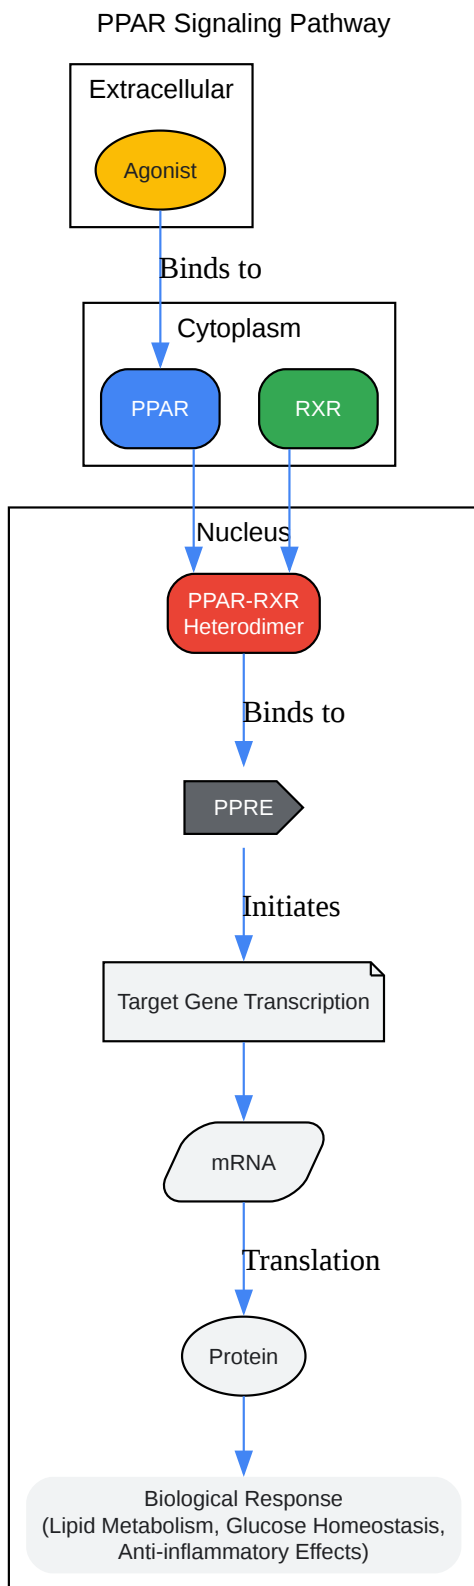 PPAR Signaling Pathway
Extracellular
Agonist
Binds to
Cytoplasm
PPAR
RXR
Nucleus
PPAR-RXR
Heterodimer
Binds to
PPRE
Initiates
Target Gene Transcription
mRNA
Translation
Protein
Biological Response
(Lipid Metabolism, Glucose Homeostasis,
Anti-inflammatory Effects)